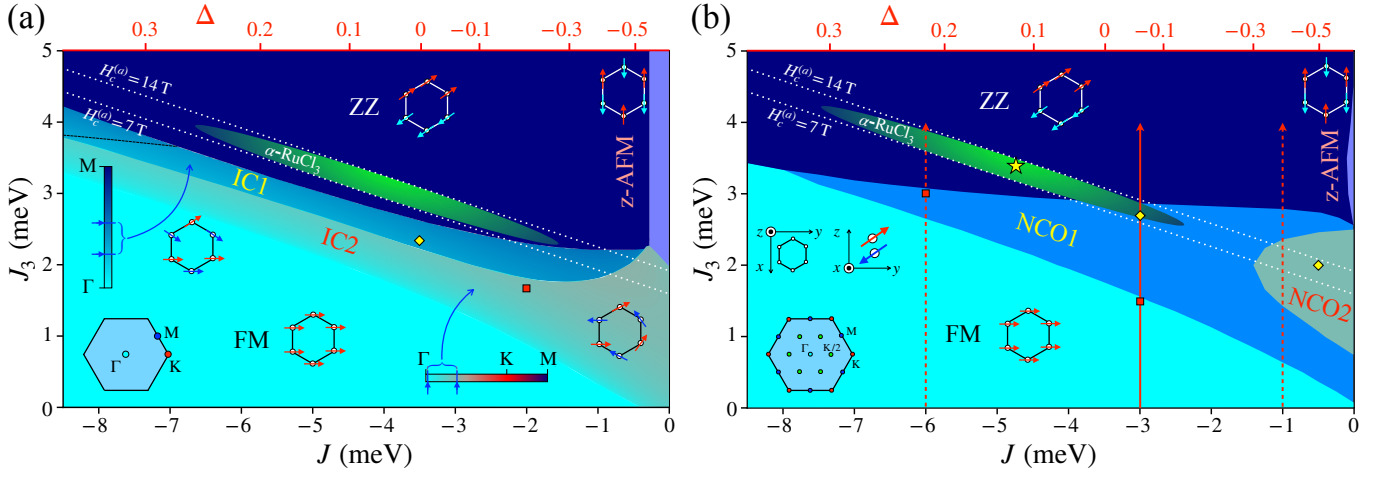 (a)
Δ
0.3 0.2 0.1 0 −0.1 −0.2 −0.3 −0.5
J₃ (meV)
5
4
3
2
1
0
H_c^(a) = 14 T
H_c^(a) = 7 T
ZZ
α-RuCl₃
z-AFM
M
Γ
IC1
IC2
FM
Γ
M
K
Γ K M
−8 −7 −6 −5 −4 −3 −2 −1 0
J (meV)
(b)
Δ
0.3 0.2 0.1 0 −0.1 −0.3 −0.5
J₃ (meV)
5
4
3
2
1
0
H_c^(a) = 14 T
H_c^(a) = 7 T
ZZ
α-RuCl₃
z-AFM
NCO1
NCO2
z y
x
z
x y
FM
Γ
M
K/2
K
−8 −7 −6 −5 −4 −3 −2 −1 0
J (meV)